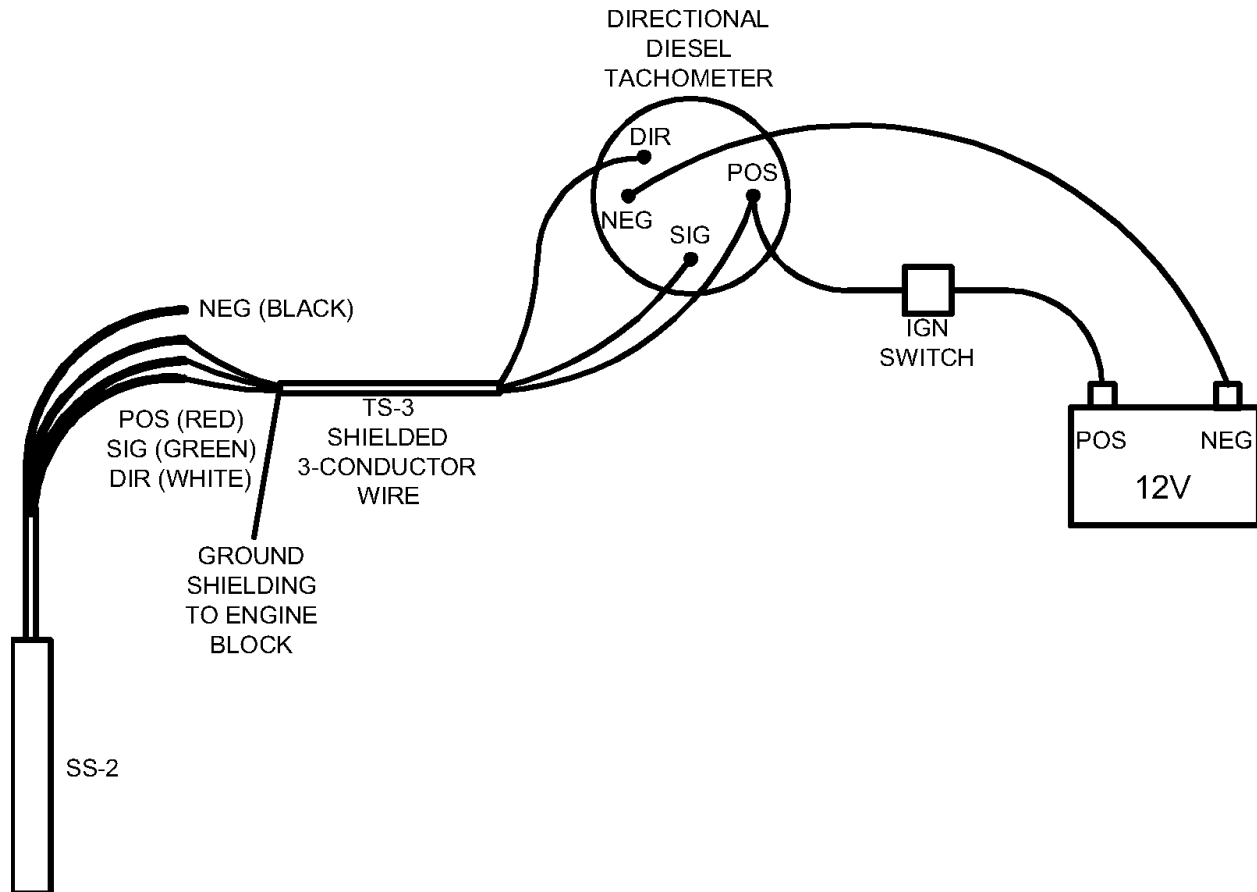 DIRECTIONAL
DIESEL
TACHOMETER
DIR
POS
NEG
SIG
NEG (BLACK)
IGN
SWITCH
POS (RED)
SIG (GREEN)
DIR (WHITE)
TS-3
SHIELDED
3-CONDUCTOR
WIRE
POS
NEG
12V
GROUND
SHIELDING
TO ENGINE
BLOCK
SS-2